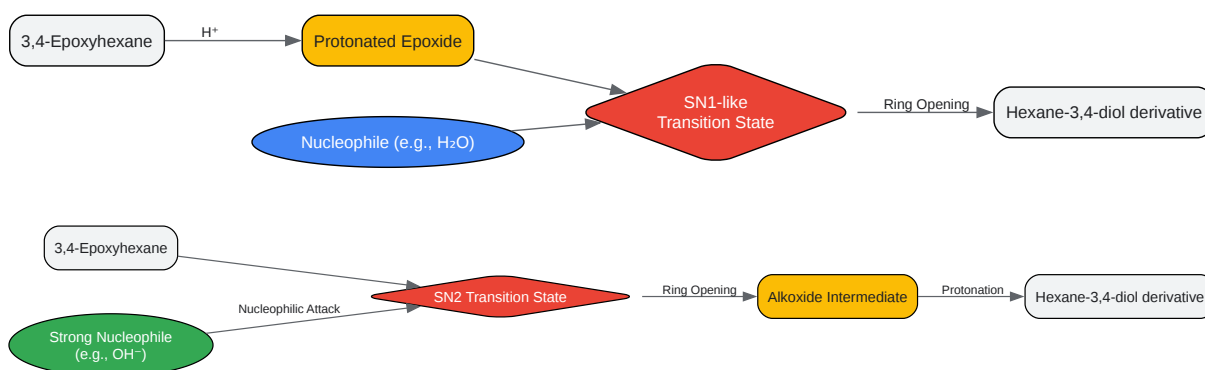 3,4-Epoxyhexane
H⁺
Protonated Epoxide
Nucleophile (e.g., H₂O)
SN1-like
Transition State
Ring Opening
Hexane-3,4-diol derivative
3,4-Epoxyhexane
Nucleophilic Attack
Strong Nucleophile
(e.g., OH⁻)
SN2 Transition State
Ring Opening
Alkoxide Intermediate
Protonation
Hexane-3,4-diol derivative